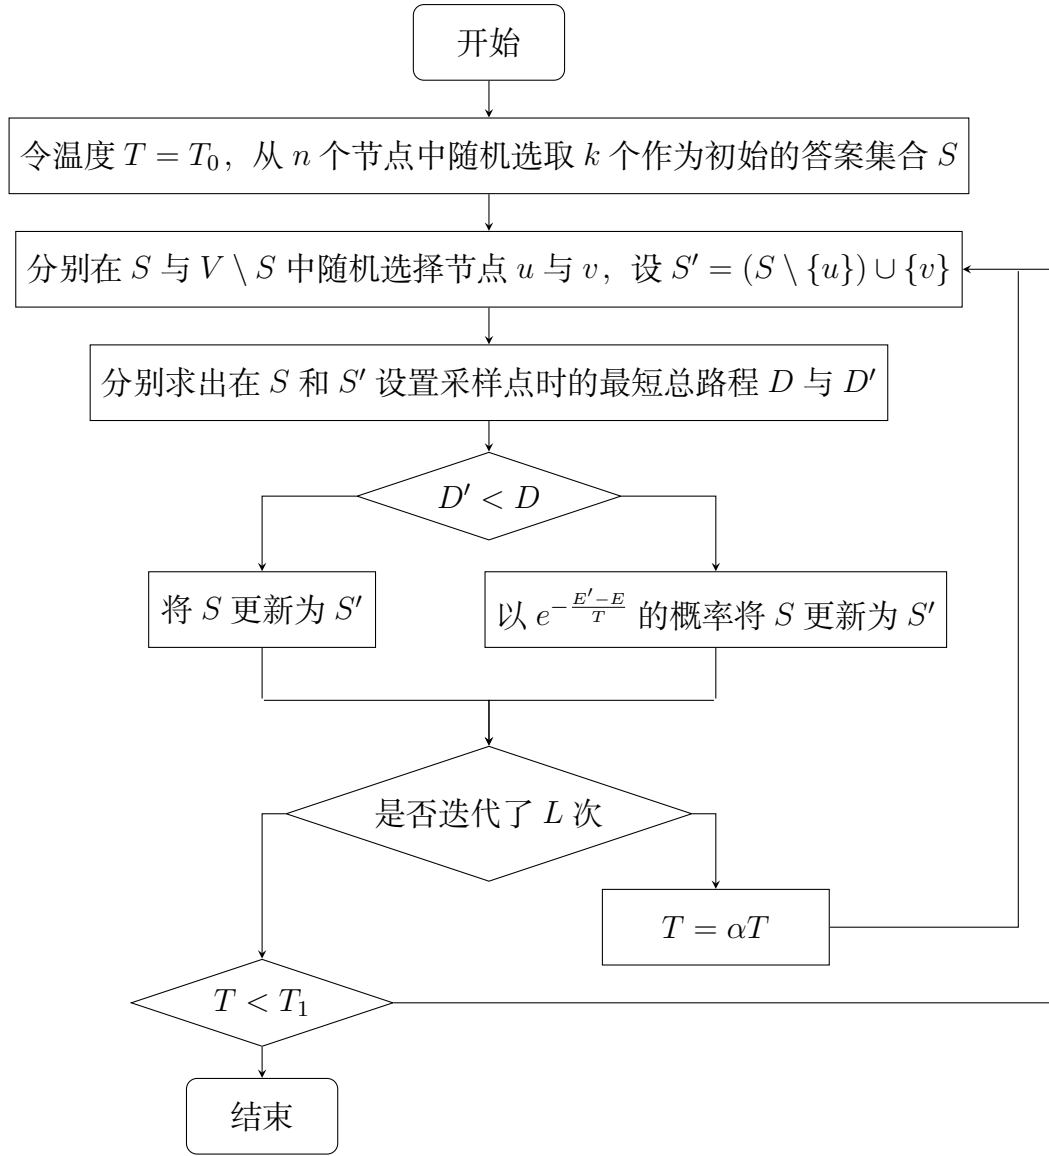 开始
令温度 T = T₀，从 n 个节点中随机选取 k 个作为初始的答案集合 S
分别在 S 与 V \ S 中随机选择节点 u 与 v，设 S′ = (S \ {u}) ∪ {v}
分别求出在 S 和 S′ 设置采样点时的最短总路程 D 与 D′
D′ < D
将 S 更新为 S′
以 e^{-\frac{E′−E}{T}} 的概率将 S 更新为 S′
是否迭代了 L 次
T = αT
T < T₁
结束